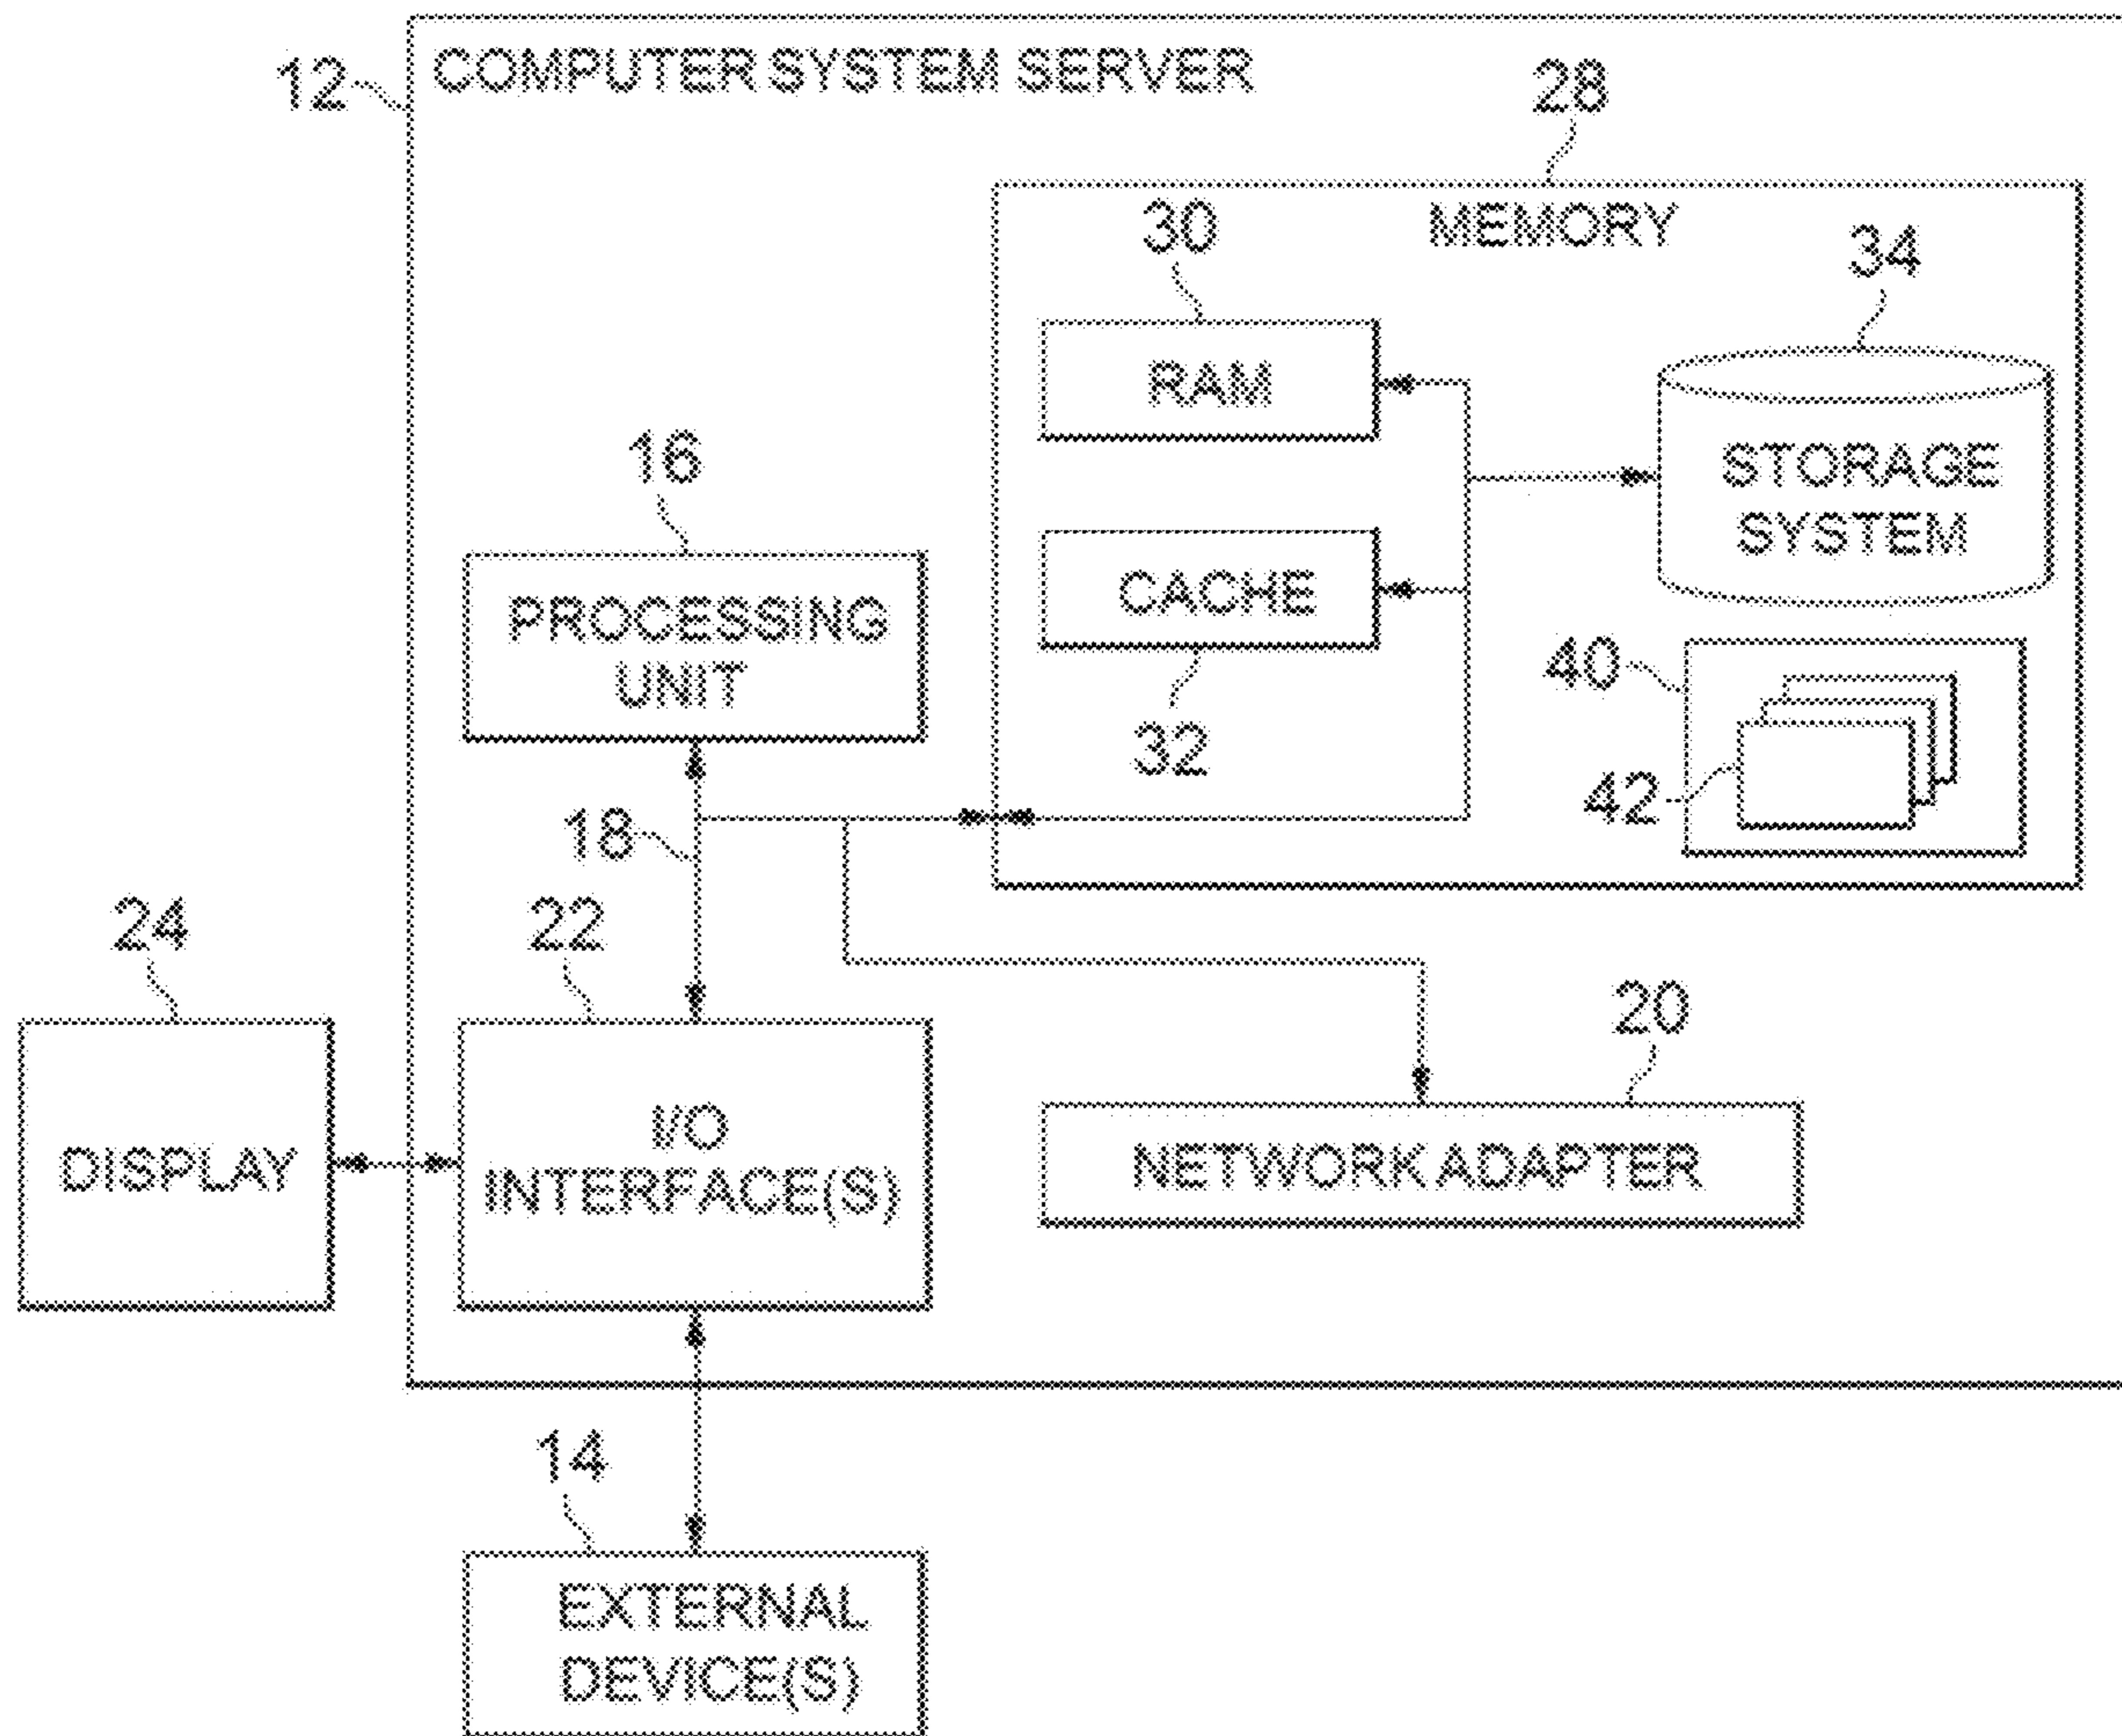 12
COMPUTER SYSTEM SERVER
28
MEMORY
30
34
RAM
STORAGE
SYSTEM
16
PROCESSING
UNIT
CACHE
32
40
42
18
24
22
20
DISPLAY
I/O
INTERFACE(S)
NETWORK ADAPTER
14
EXTERNAL
DEVICE(S)